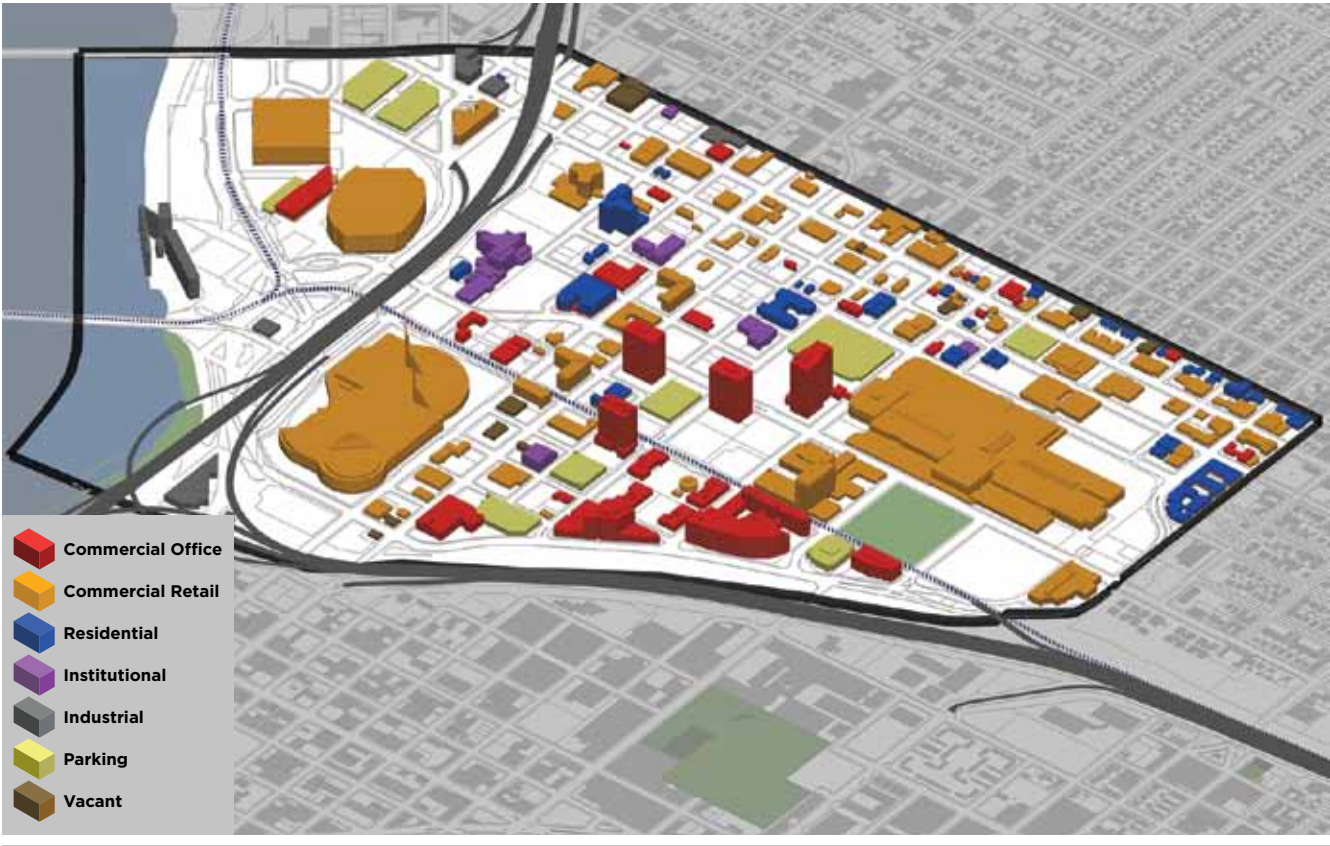 Commercial Office
Commercial Retail
Residential
Institutional
Industrial
Parking
Vacant